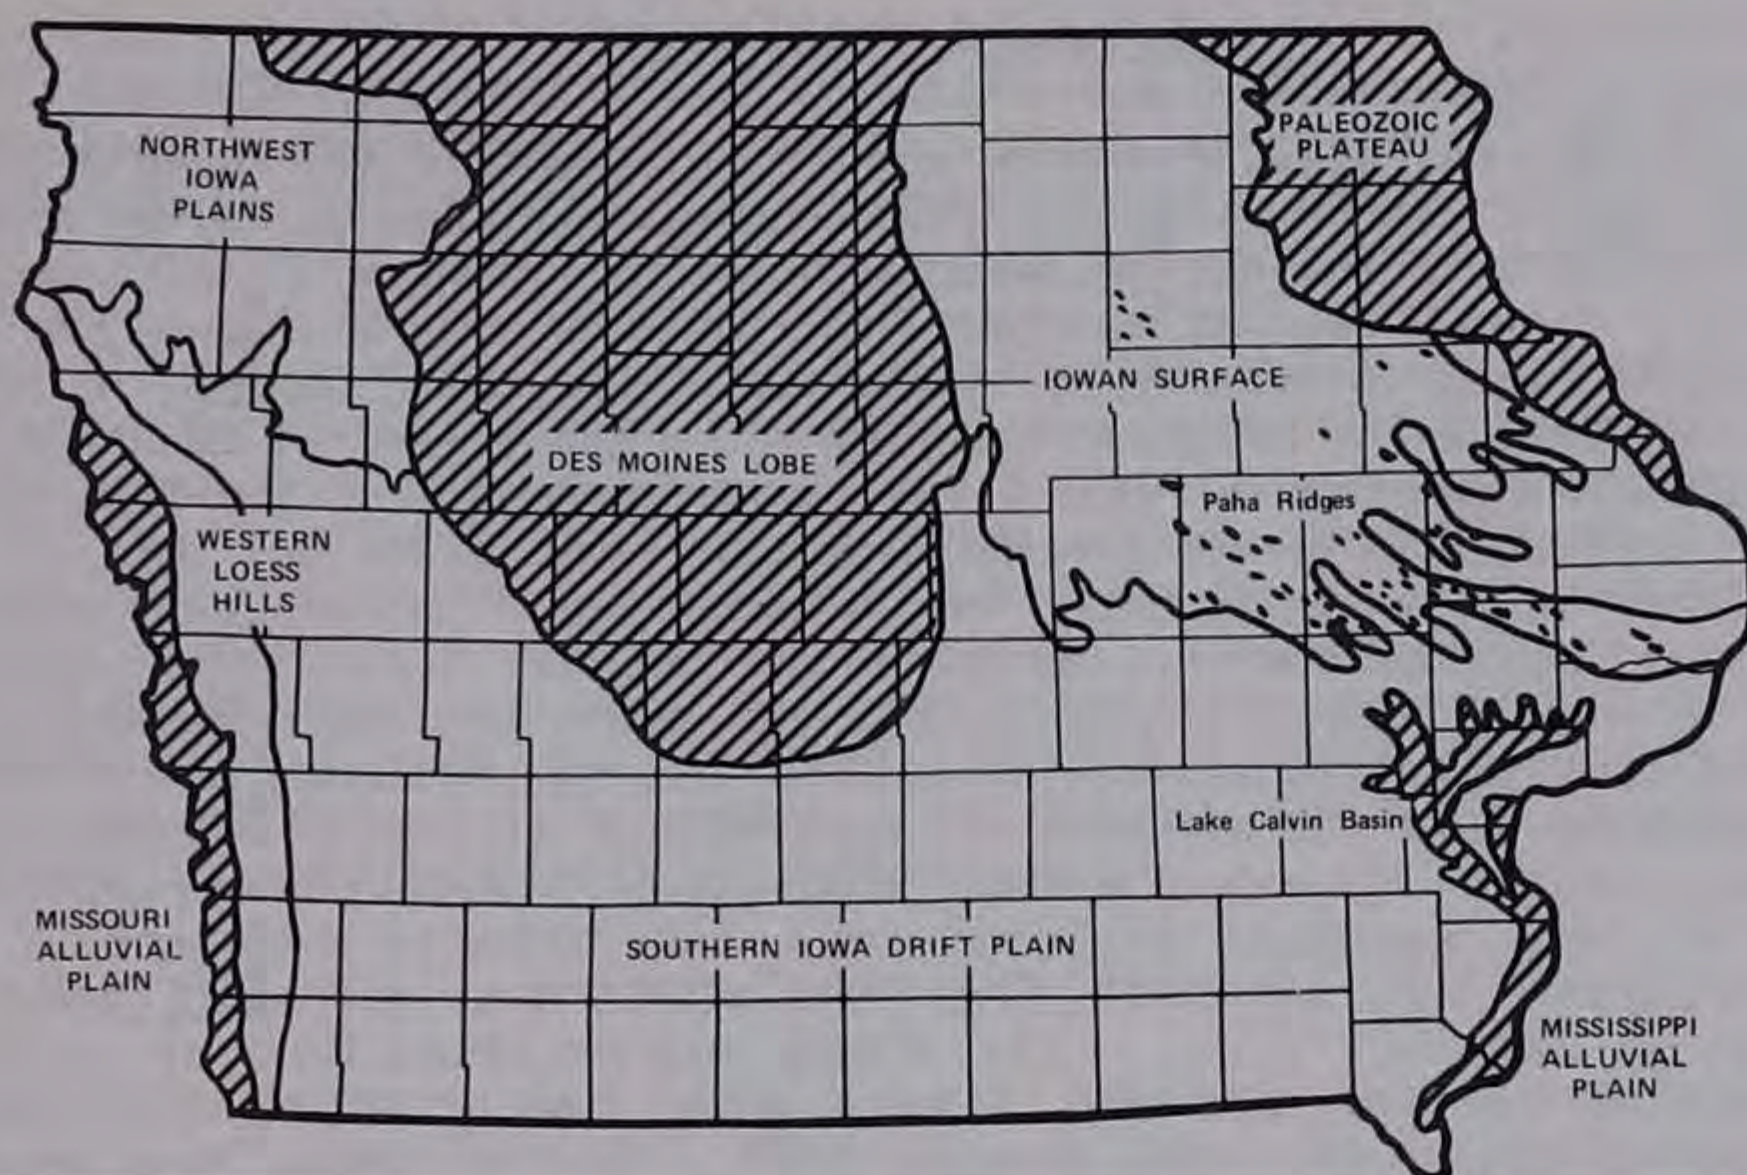 NORTHWEST
IOWA
PLAINS
PALEOZOIC
PLATEAU
IOWAN SURFACE
DES MOINES LOBE
Paha Ridges
WESTERN
LOESS
HILLS
Lake Calvin Basin
MISSOURI
ALLUVIAL
PLAIN
SOUTHERN IOWA DRIFT PLAIN
MISSISSIPPI
ALLUVIAL
PLAIN